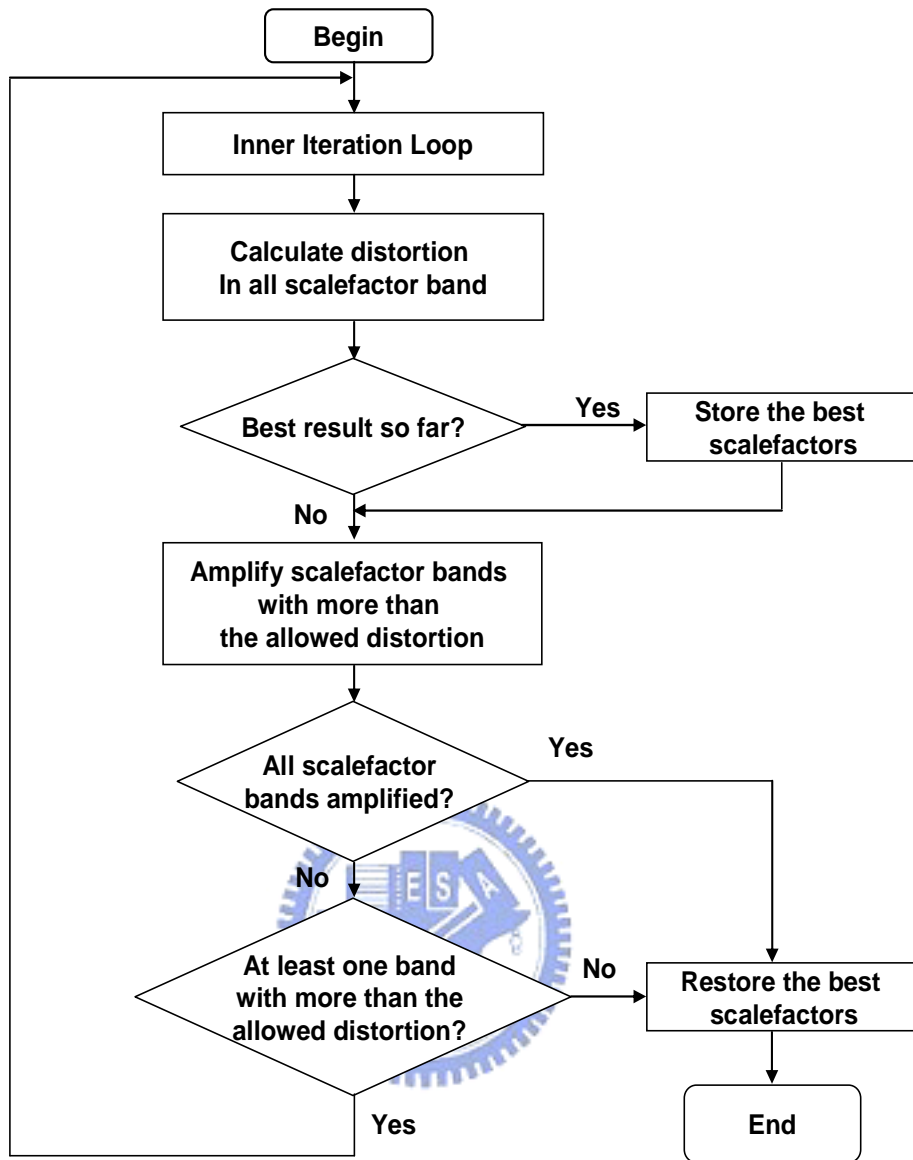 Begin
Inner Iteration Loop
Calculate distortion
In all scalefactor band
Best result so far?
Yes
Store the best
scalefactors
No
Amplify scalefactor bands
with more than
the allowed distortion
All scalefactor
bands amplified?
Yes
No
E S A
At least one band
with more than the
allowed distortion?
No
Restore the best
scalefactors
Yes
End